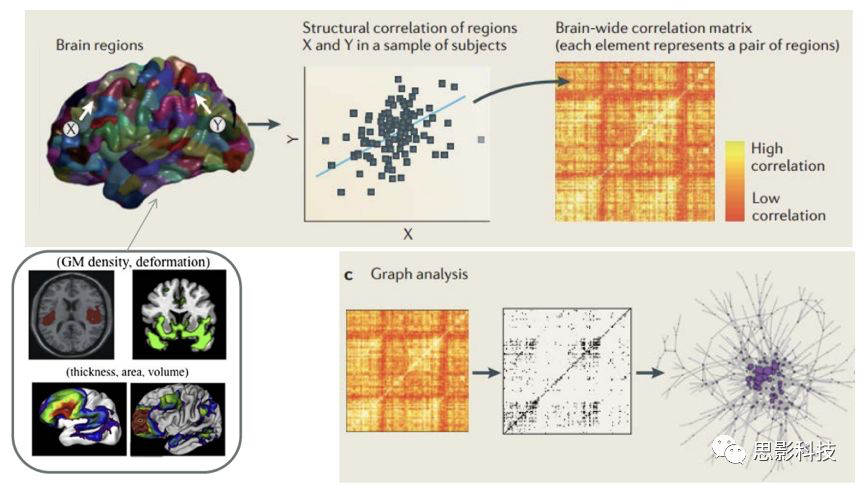 Brain regions
X
Y
Structural correlation of regions
X and Y in a sample of subjects
Y
X
Brain-wide correlation matrix
(each element represents a pair of regions)
High
correlation
Low
correlation
(GM density, deformation)
(thickness, area, volume)
c Graph analysis
思影科技